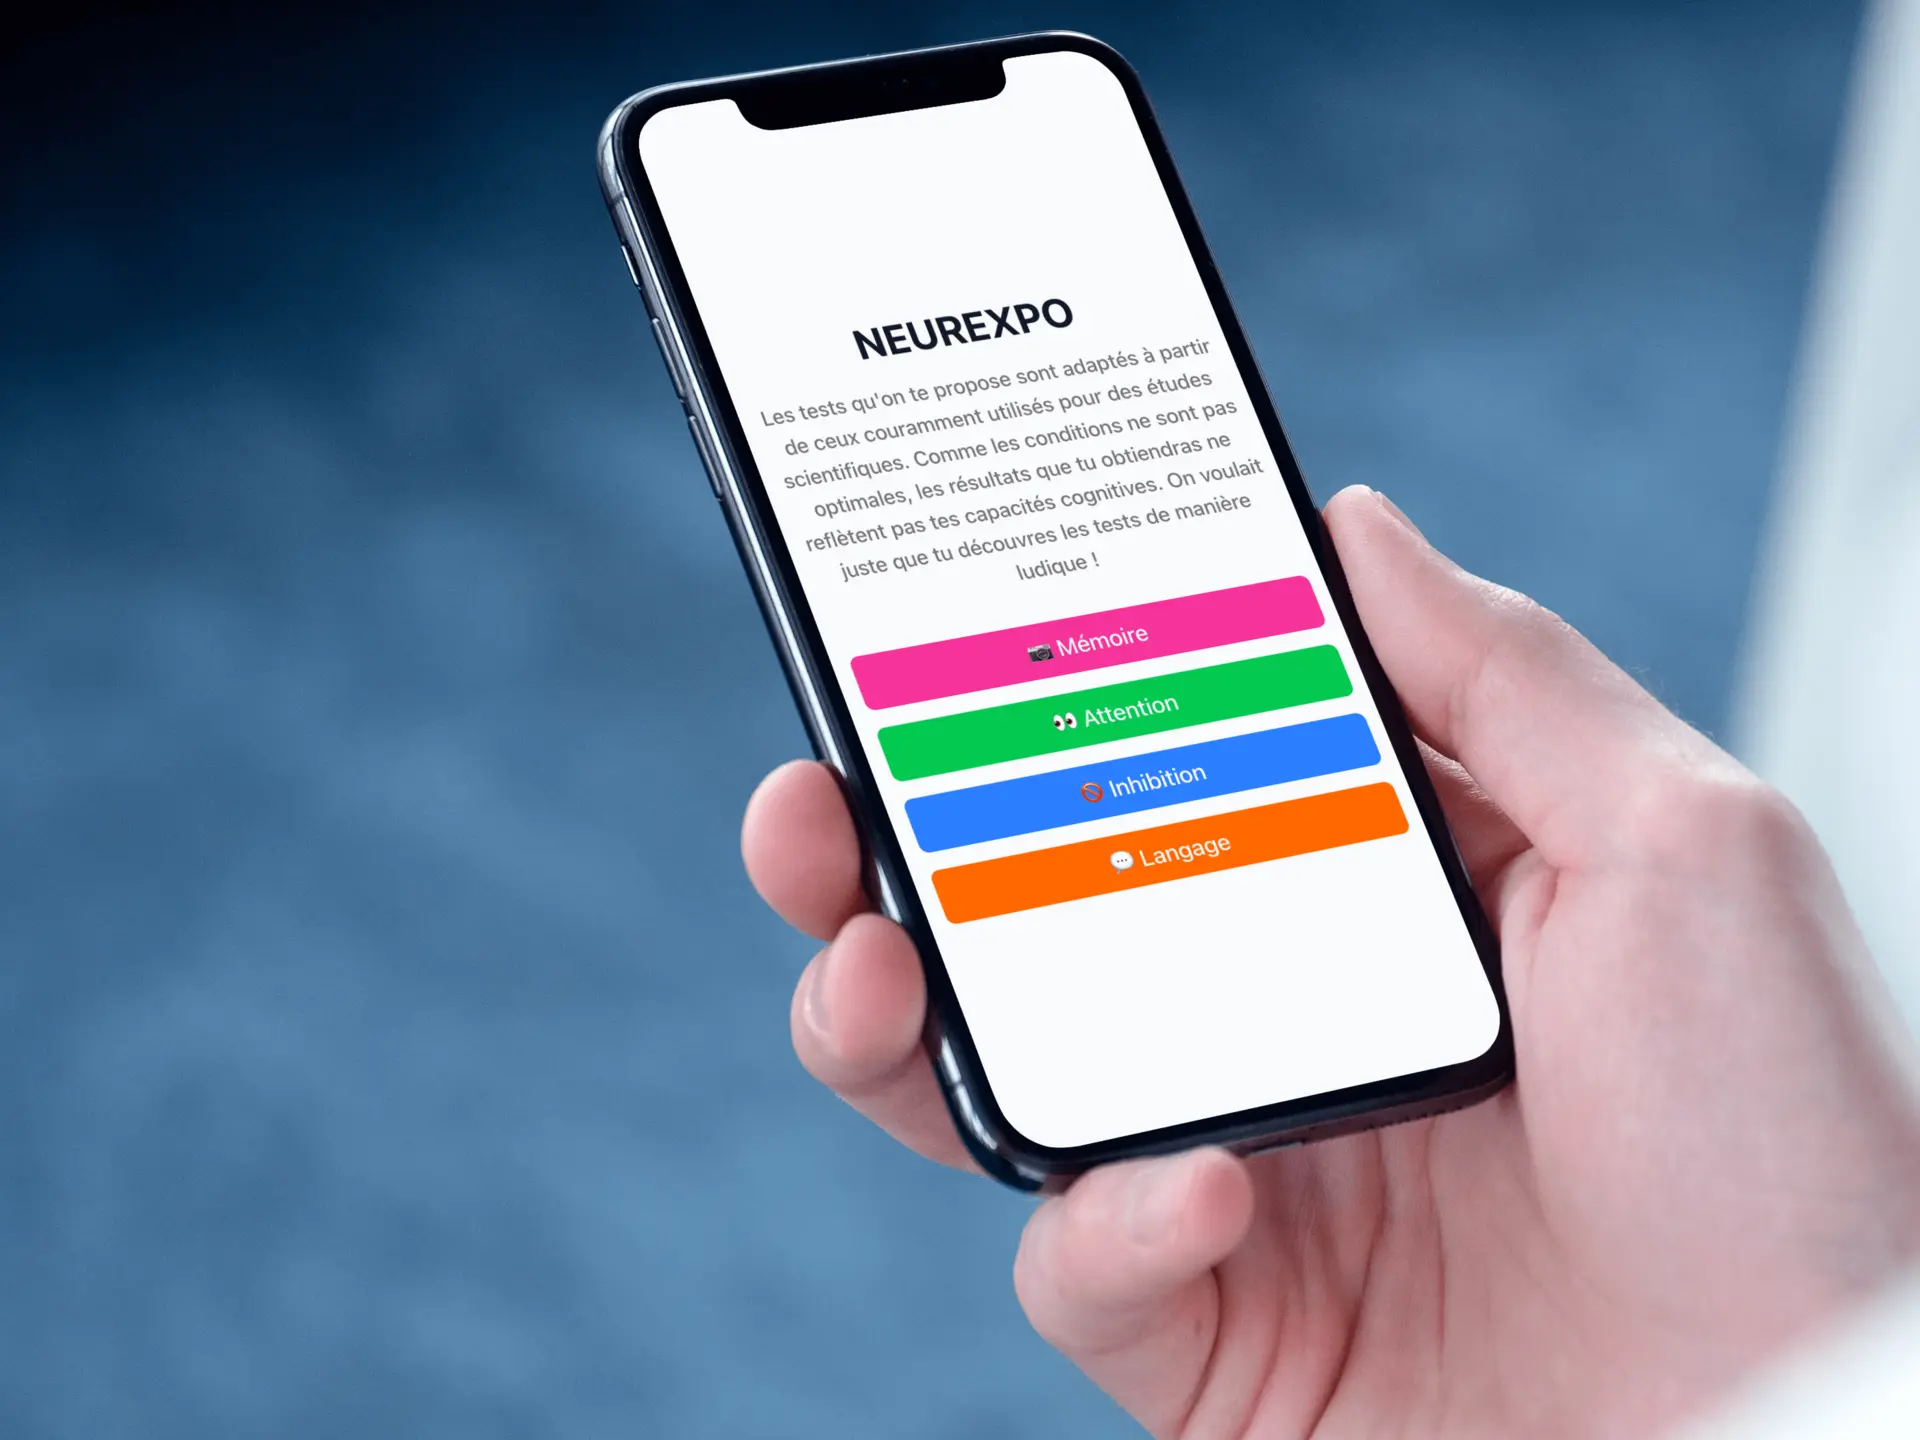 NEUREXPO
Les tests qu'on te propose sont adaptés à partir
de ceux couramment utilisés pour des études
scientifiques. Comme les conditions ne sont pas
optimales, les résultats que tu obtiendras ne
reflètent pas tes capacités cognitives. On voulait
juste que tu découvres les tests de manière
ludique !
📷 Mémoire
👀 Attention
🚫 Inhibition
💬 Langage